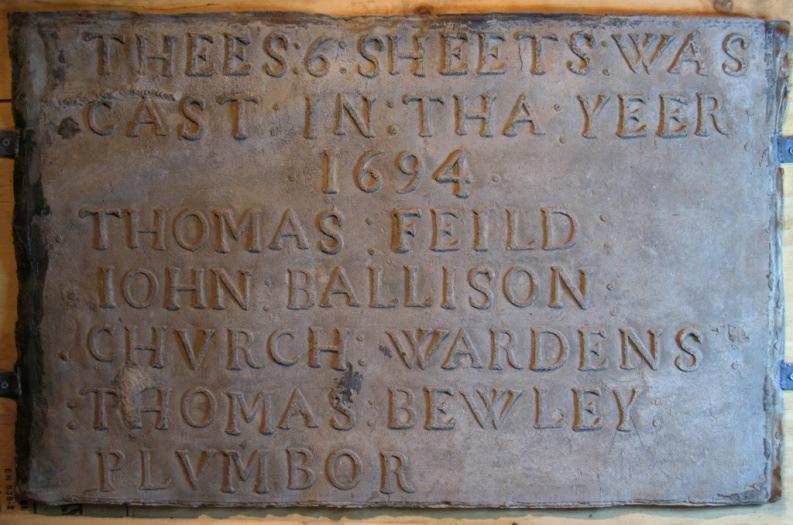 THEES:6:SHEETS:WAS
CAST : IN : THA : YEER
· 1694 ·
THOMAS : FEILD :
IOHN : BALLISON :
: CHVRCH : WARDENS :
: THOMAS : BEWLEY :
PLVMBOR